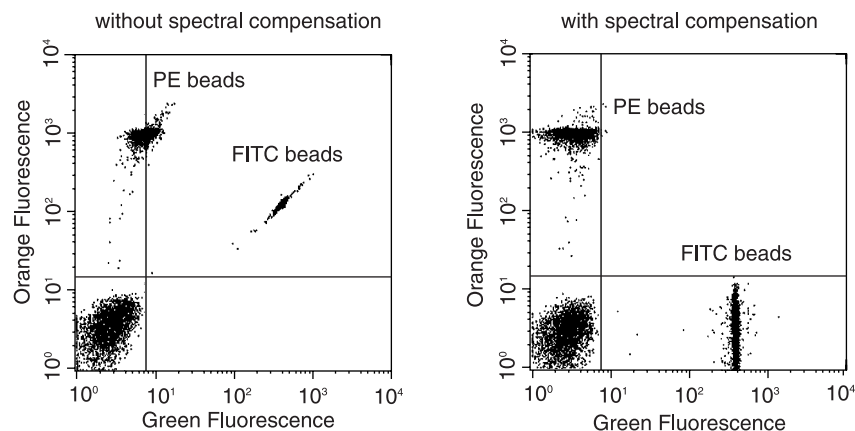 without spectral compensation
10⁴
10³
10²
10¹
10⁰
Orange Fluorescence
PE beads
FITC beads
10⁰ 10¹ 10² 10³ 10⁴
Green Fluorescence
with spectral compensation
10⁴
10³
10²
10¹
10⁰
Orange Fluorescence
PE beads
FITC beads
10⁰ 10¹ 10² 10³ 10⁴
Green Fluorescence